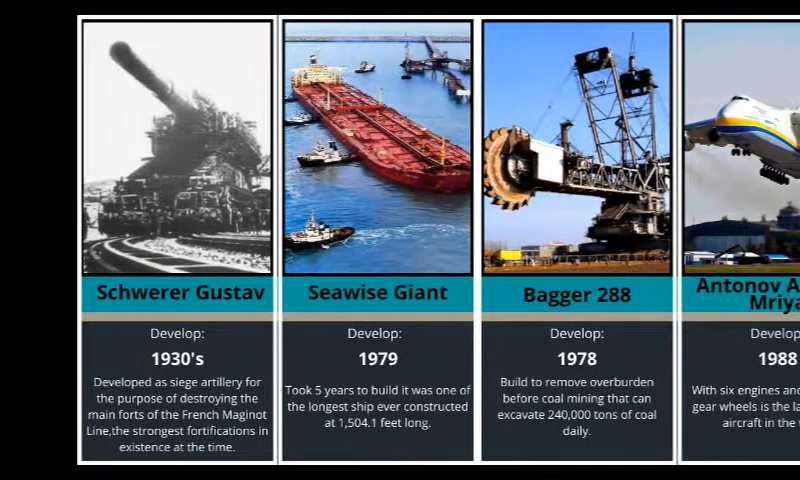 Schwerer Gustav
Develop:
1930's
Developed as siege artillery for
the purpose of destroying the
main forts of the French Maginot
Line,the strongest fortifications in
existence at the time.
Seawise Giant
Develop:
1979
Took 5 years to build it was one of
the longest ship ever constructed
at 1,504.1 feet long.
Bagger 288
Develop:
1978
Build to remove overburden
before coal mining that can
excavate 240,000 tons of coal
daily.
Antonov
Develop
1988
With six engines
gear wheels is the
aircraft in the